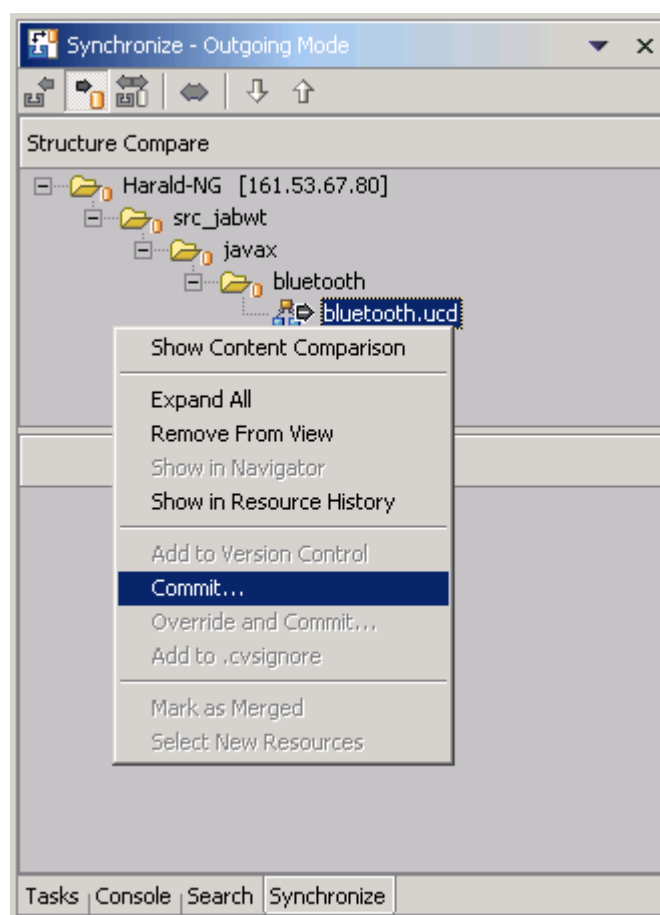 Synchronize - Outgoing Mode
Structure Compare
Harald-NG [161.53.67.80]
src_jabwt
javax
bluetooth
bluetooth.ucd
Show Content Comparison
Expand All
Remove From View
Show in Navigator
Show in Resource History
Add to Version Control
Commit...
Override and Commit...
Add to .cvsignore
Mark as Merged
Select New Resources
Tasks Console Search Synchronize